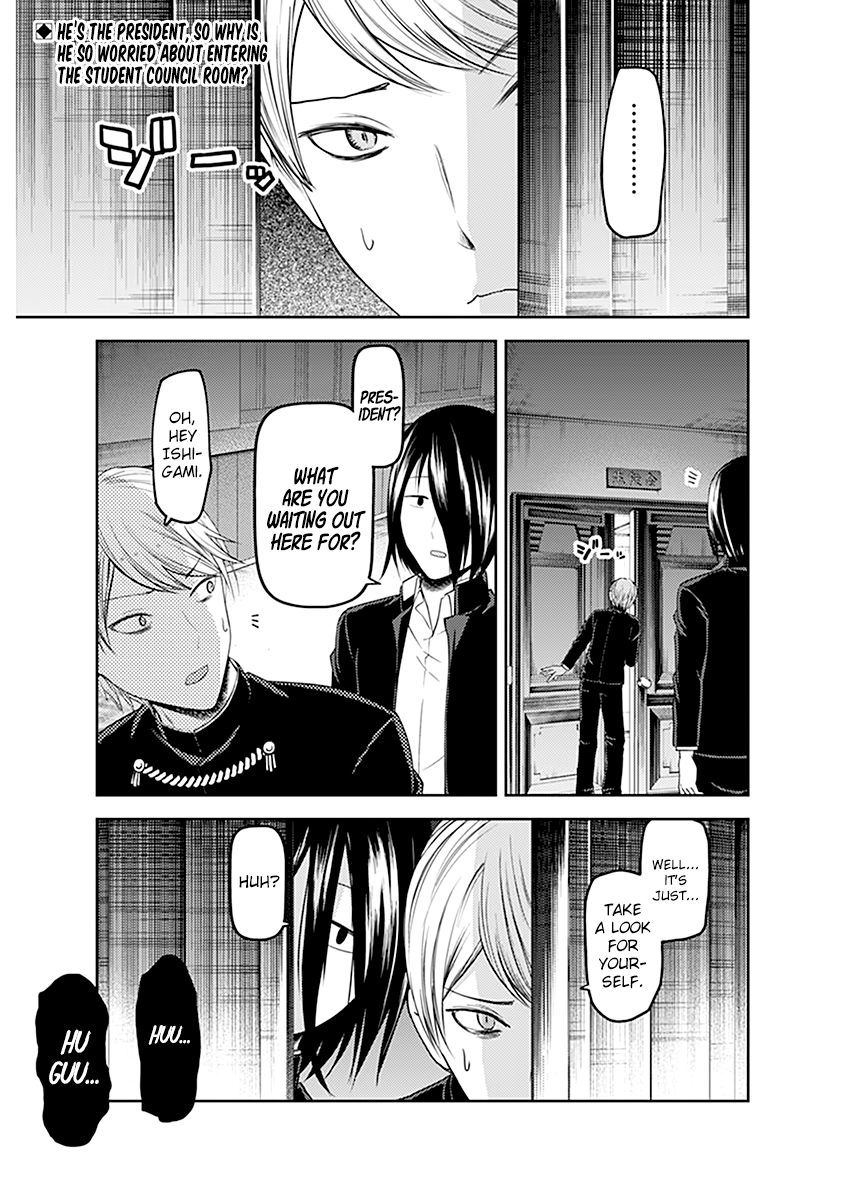 ◆ HE'S THE PRESIDENT, SO WHY IS
HE SO WORRIED ABOUT ENTERING
THE STUDENT COUNCIL ROOM?
.........
ジーッ
ジーッ
PRES-
IDENT?
WHAT
ARE YOU
WAITING OUT
HERE FOR?
OH,
HEY
ISHI-
GAMI.
WELL...
IT'S
JUST...
TAKE
A LOOK
FOR
YOUR-
SELF.
HUH?
HUU...
HU
GUU...